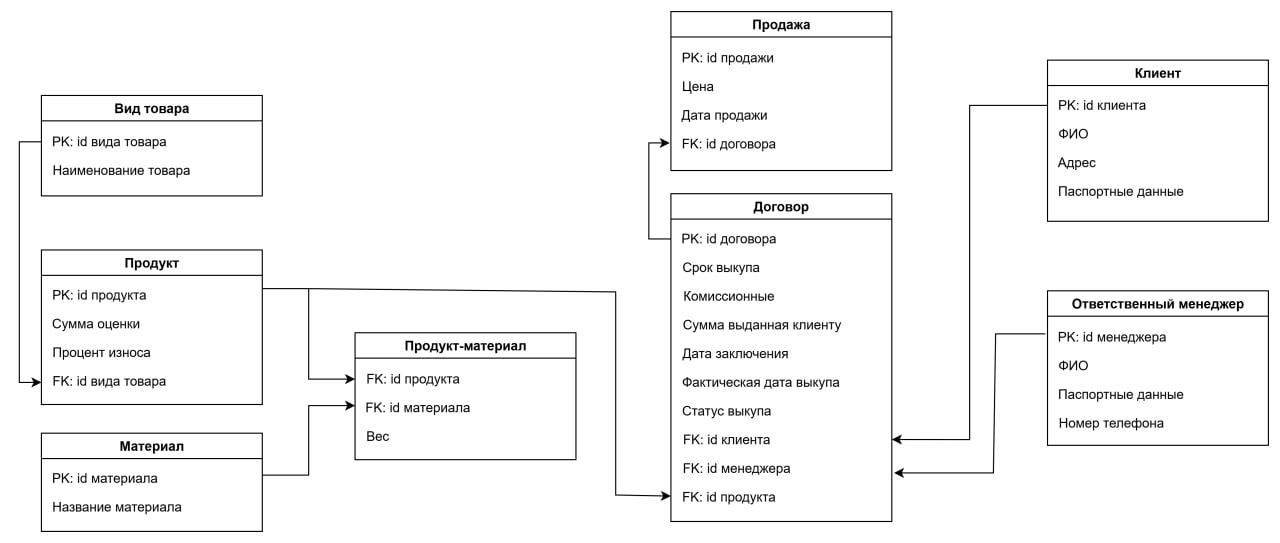 Вид товара
PK: id вида товара
Наименование товара
Продукт
PK: id продукта
Сумма оценки
Процент износа
FK: id вида товара
Материал
PK: id материала
Название материала
Продукт-материал
FK: id продукта
FK: id материала
Вес
Продажа
PK: id продажи
Цена
Дата продажи
FK: id договора
Договор
PK: id договора
Срок выкупа
Комиссионные
Сумма выданная клиенту
Дата заключения
Фактическая дата выкупа
Статус выкупа
FK: id клиента
FK: id менеджера
FK: id продукта
Клиент
PK: id клиента
ФИО
Адрес
Паспортные данные
Ответственный менеджер
PK: id менеджера
ФИО
Паспортные данные
Номер телефона